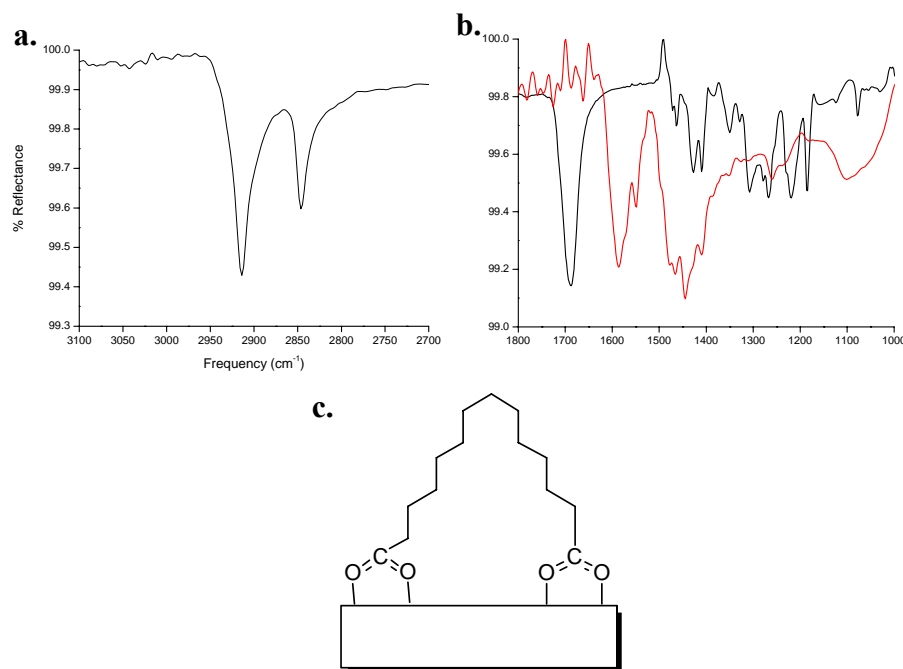 a.
100.0
99.9
99.8
99.7
99.6
99.5
99.4
99.3
% Reflectance
3100 3050 3000 2950 2900 2850 2800 2750 2700
Frequency (cm-1)
b.
100.0
99.8
99.6
99.4
99.2
99.0
1800 1700 1600 1500 1400 1300 1200 1100 1000
c.
C C
O O O O